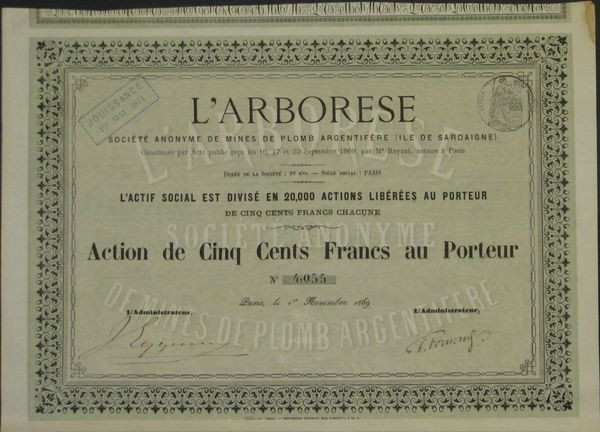 JOUISSANCE
L'ARBORESE
SOCIÉTÉ ANONYME DE MINES DE PLOMB ARGENTIFÈRE (ILE DE SARDAIGNE)
Constituée par Acte public reçu les 16, 17 et 22 Septembre 1869, par Me Raynal, notaire à Paris
DURÉE DE LA SOCIÉTÉ : 99 ANS. — SIÈGE SOCIAL : PARIS
L'ACTIF SOCIAL EST DIVISÉ EN 20,000 ACTIONS LIBÉRÉES AU PORTEUR
DE CINQ CENTS FRANCS CHACUNE
SOCIÉTÉ ANONYME
Action de Cinq Cents Francs au Porteur
No 4,055
DE MINES DE PLOMB ARGENTIFÈRE
Paris, le 1er Novembre 1869
L'Administrateur, L'Administrateur,